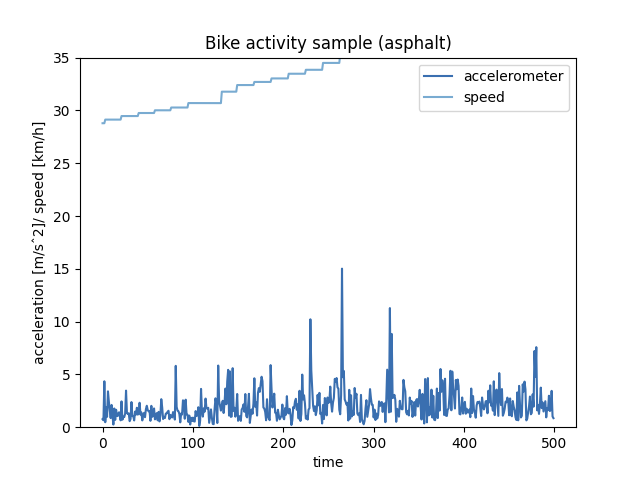 Bike activity sample (asphalt)
35
30
25
20
15
10
5
0
acceleration [m/sˆ2]/ speed [km/h]
accelerometer
speed
0 100 200 300 400 500
time